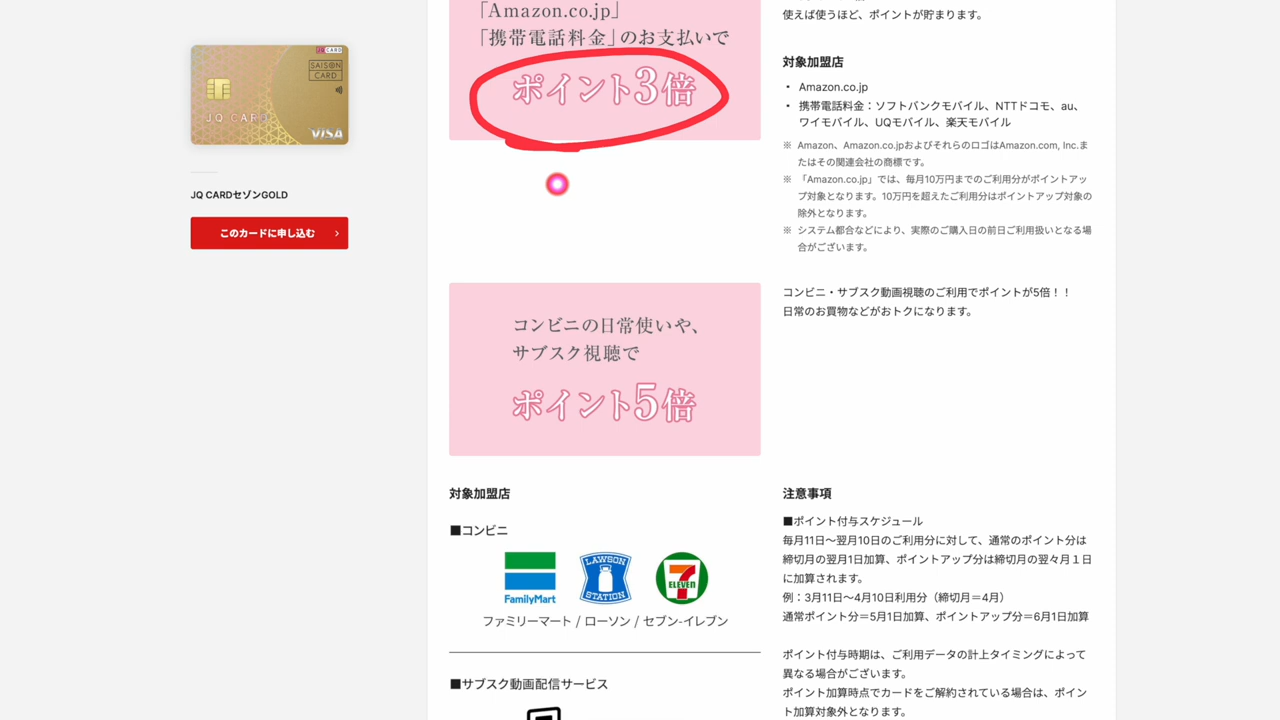 「Amazon.co.jp」
「携帯電話料金」のお支払いで
ポイント3倍
使えば使うほど、ポイントが貯まります。
対象加盟店
・ Amazon.co.jp
・ 携帯電話料金：ソフトバンクモバイル、NTTドコモ、au、
ワイモバイル、UQモバイル、楽天モバイル
※ Amazon、Amazon.co.jpおよびそれらのロゴはAmazon.com, Inc.ま
たはその関連会社の商標です。
※ 「Amazon.co.jp」では、毎月10万円までのご利用分がポイントアッ
プ対象となります。10万円を超えたご利用分はポイントアップ対象の
除外となります。
※ システム都合などにより、実際のご購入日の前日ご利用扱いとなる場
合がございます。
JQ CARD
SAISON
CARD
JQ CARD
VISA
JQ CARDセゾンGOLD
このカードに申し込む
コンビニの日常使いや、
サブスク視聴で
ポイント5倍
コンビニ・サブスク動画視聴のご利用でポイントが5倍！！
日常のお買物などがおトクになります。
対象加盟店
■コンビニ
FamilyMart
LAWSON
STATION
7
ELEVEN
ファミリーマート / ローソン / セブン-イレブン
■サブスク動画配信サービス
注意事項
■ポイント付与スケジュール
毎月11日〜翌月10日のご利用分に対して、通常のポイント分は
締切月の翌月1日加算、ポイントアップ分は締切月の翌々月１日
に加算されます。
例：3月11日〜4月10日利用分（締切月＝4月）
通常ポイント分＝5月1日加算、ポイントアップ分＝6月1日加算
ポイント付与時期は、ご利用データの計上タイミングによって
異なる場合がございます。
ポイント加算時点でカードをご解約されている場合は、ポイン
ト加算対象外となります。